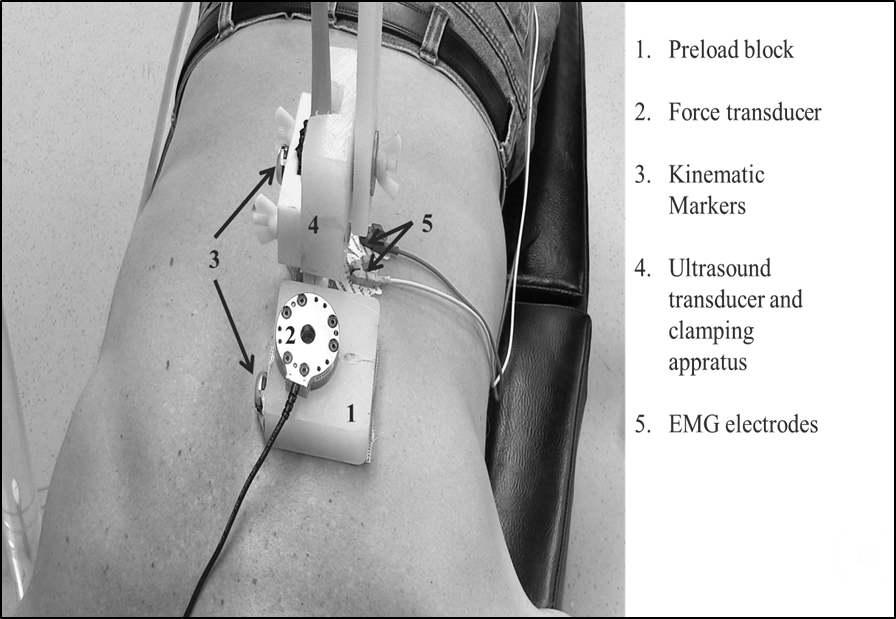 4
5
3
2
1
1. Preload block
2. Force transducer
3. Kinematic
Markers
4. Ultrasound
transducer and
clamping
appratus
5. EMG electrodes